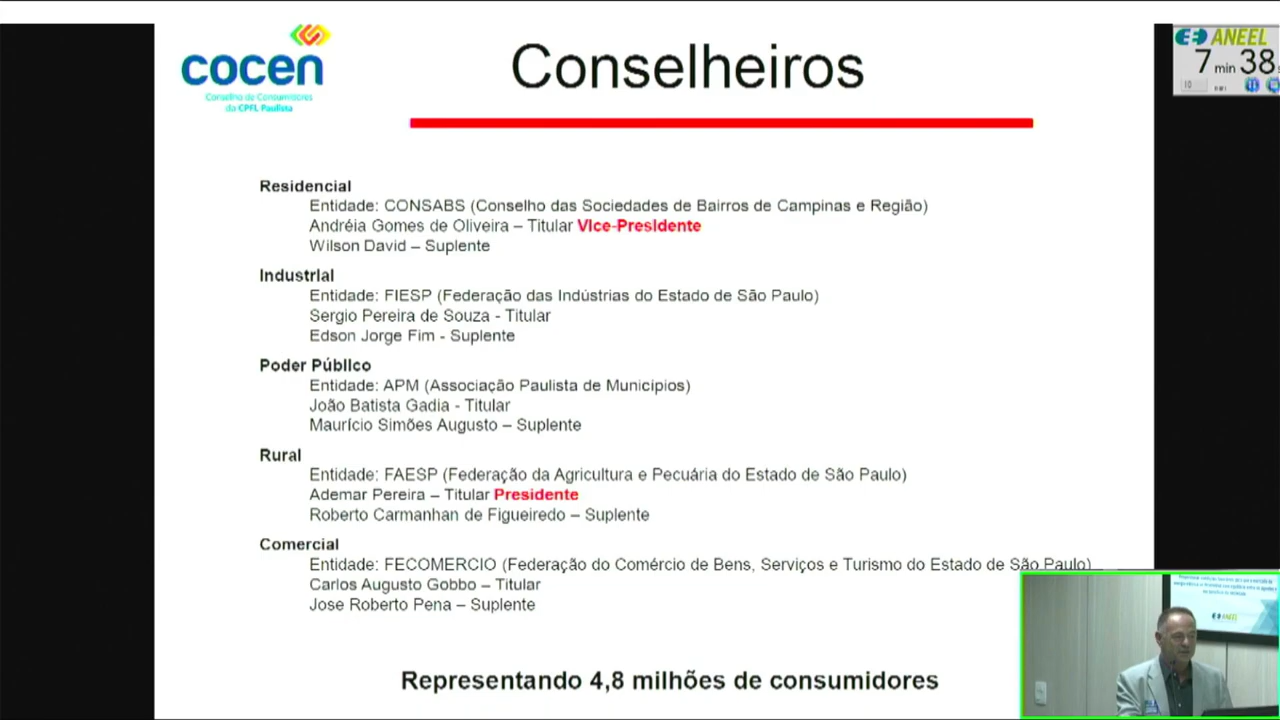 cocen
Conselho de Consumidores
da CPFL Paulista
Conselheiros
ANEEL
7 min 38
10
Residencial
Entidade: CONSABS (Conselho das Sociedades de Bairros de Campinas e Região)
Andréia Gomes de Oliveira – Titular Vice-Presidente
Wilson David – Suplente
Industrial
Entidade: FIESP (Federação das Indústrias do Estado de São Paulo)
Sergio Pereira de Souza - Titular
Edson Jorge Fim - Suplente
Poder Público
Entidade: APM (Associação Paulista de Municipios)
João Batista Gadia - Titular
Maurício Simões Augusto – Suplente
Rural
Entidade: FAESP (Federação da Agricultura e Pecuária do Estado de São Paulo)
Ademar Pereira – Titular Presidente
Roberto Carmanhan de Figueiredo – Suplente
Comercial
Entidade: FECOMERCIO (Federação do Comércio de Bens, Serviços e Turismo do Estado de São Paulo)
Carlos Augusto Gobbo – Titular
Jose Roberto Pena – Suplente
Representando 4,8 milhões de consumidores
ANEEL